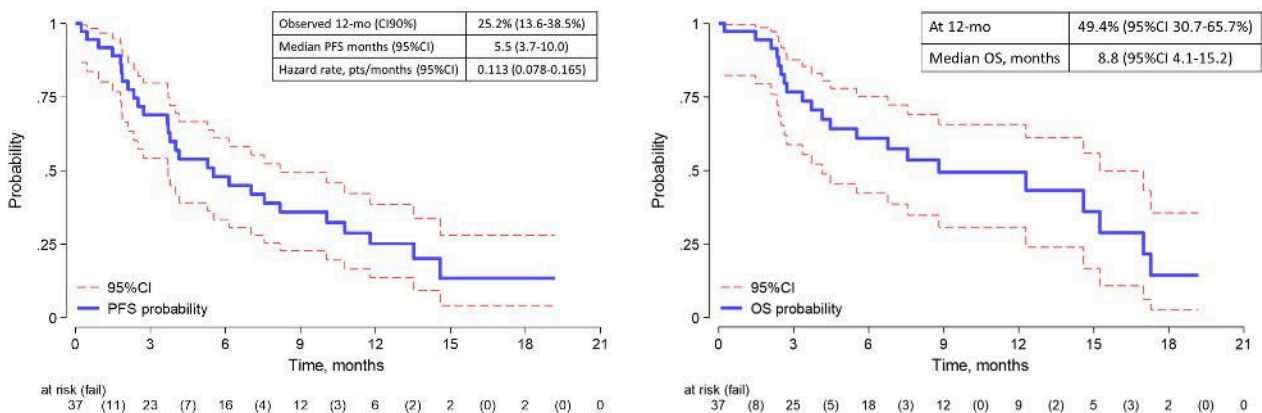 Observed 12-mo (CI90%) 25.2% (13.6-38.5%)
Median PFS months (95%CI) 5.5 (3.7-10.0)
Hazard rate, pts/months (95%CI) 0.113 (0.078-0.165)
1
.75
.5
.25
0
Probability
95%CI
PFS probability
0 3 6 9 12 15 18 21
Time, months
at risk (fail)
37 (11) 23 (7) 16 (4) 12 (3) 6 (2) 2 (0) 2 (0) 0
At 12-mo 49.4% (95%CI 30.7-65.7%)
Median OS, months 8.8 (95%CI 4.1-15.2)
1
.75
.5
.25
0
Probability
95%CI
OS probability
0 3 6 9 12 15 18 21
Time, months
at risk (fail)
37 (8) 25 (5) 18 (3) 12 (0) 9 (2) 5 (3) 2 (0) 0